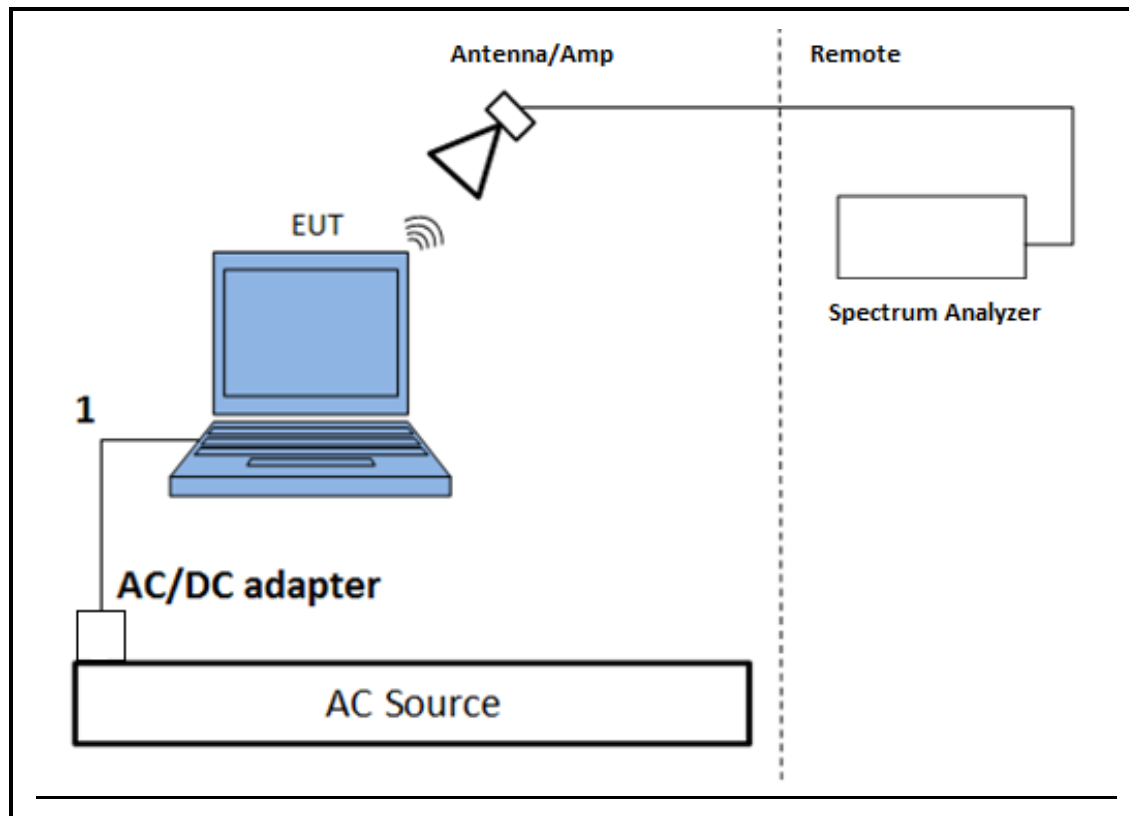 Antenna/Amp
Remote
EUT
Spectrum Analyzer
1
AC/DC adapter
AC Source